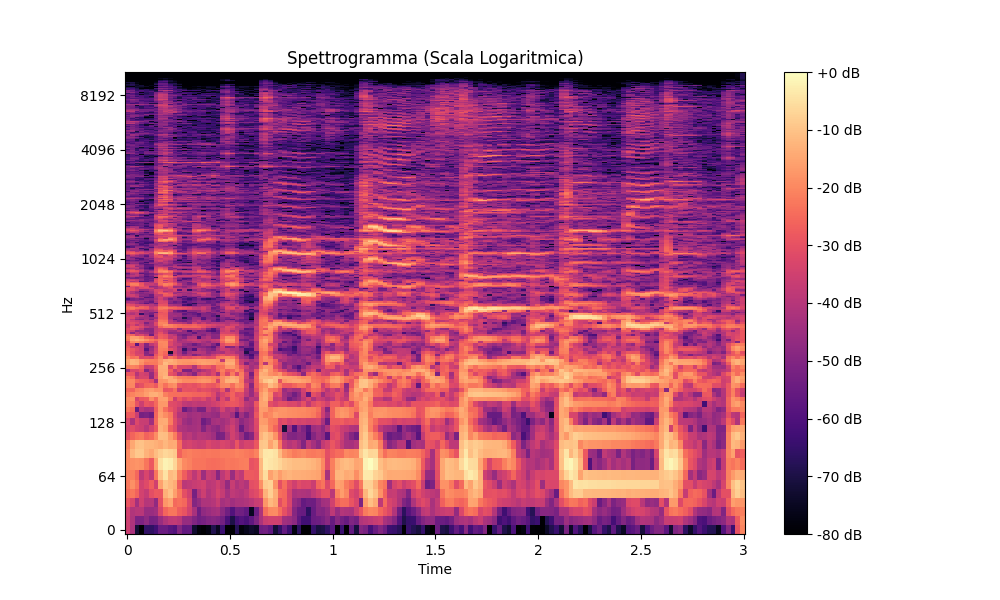 Spettrogramma (Scala Logaritmica)
8192
4096
2048
1024
512
256
128
64
0
Hz
0
0.5
1
1.5
2
2.5
3
Time
+0 dB
-10 dB
-20 dB
-30 dB
-40 dB
-50 dB
-60 dB
-70 dB
-80 dB